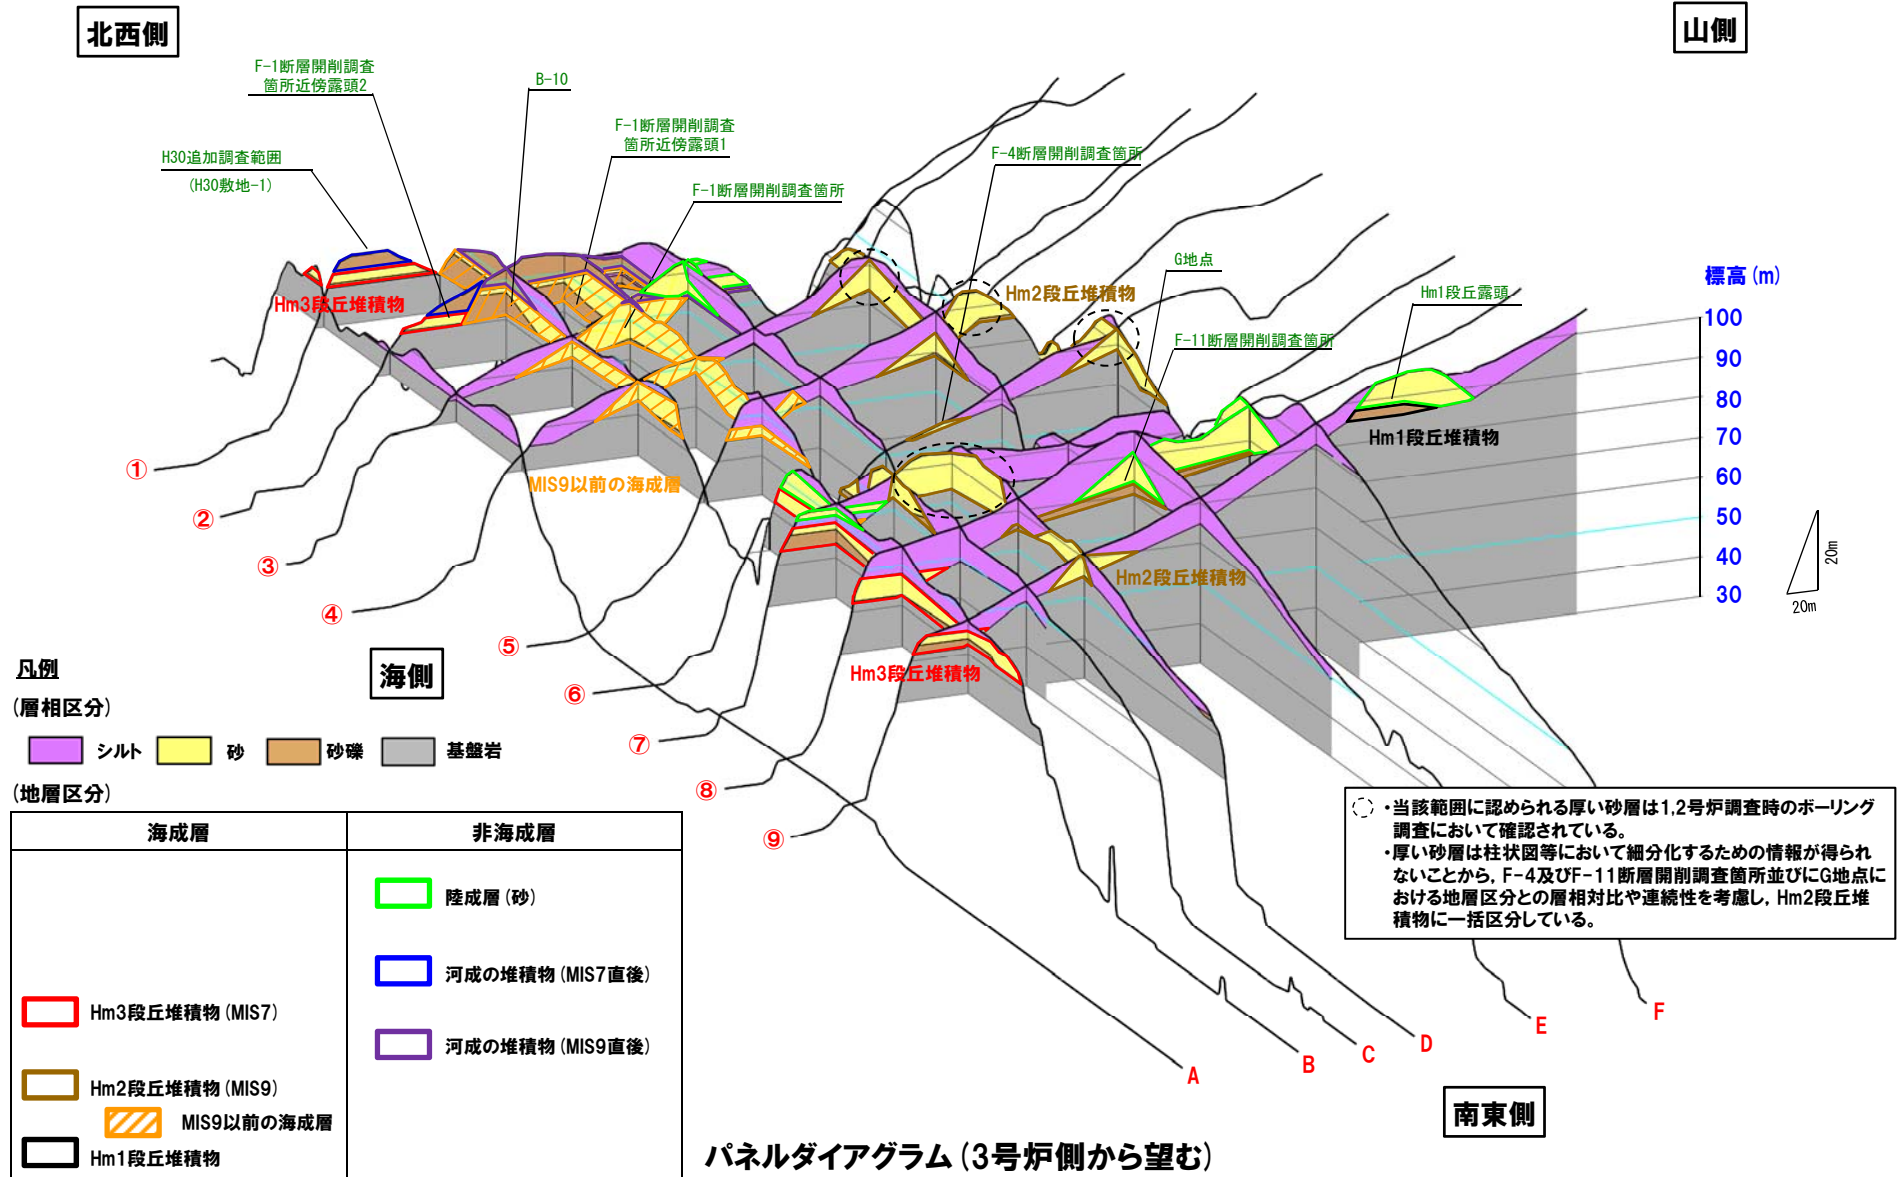 北西側
山側
F-1断層開削調査
箇所近傍露頭2
B-10
F-1断層開削調査
箇所近傍露頭1
H30追加調査範囲
(H30敷地-1)
F-1断層開削調査箇所
F-4断層開削調査箇所
G地点
Hm1段丘露頭
F-11断層開削調査箇所
標高(m)
100
90
80
70
60
50
40
30
20m
20m
Hm3段丘堆積物
Hm2段丘堆積物
Hm1段丘堆積物
MIS9以前の海成層
Hm2段丘堆積物
Hm3段丘堆積物
①
②
③
④
⑤
⑥
⑦
⑧
⑨
海側
凡例
(層相区分)
シルト
砂
砂礫
基盤岩
(地層区分)
海成層
非海成層
陸成層(砂)
河成の堆積物(MIS7直後)
Hm3段丘堆積物(MIS7)
河成の堆積物(MIS9直後)
Hm2段丘堆積物(MIS9)
MIS9以前の海成層
Hm1段丘堆積物
・当該範囲に認められる厚い砂層は1,2号炉調査時のボーリング
調査において確認されている。
・厚い砂層は柱状図等において細分化するための情報が得られ
ないことから, F-4及びF-11断層開削調査箇所並びにG地点に
おける地層区分との層相対比や連続性を考慮し, Hm2段丘堆
積物に一括区分している。
A
B
C
D
E
F
南東側
パネルダイアグラム(3号炉側から望む)